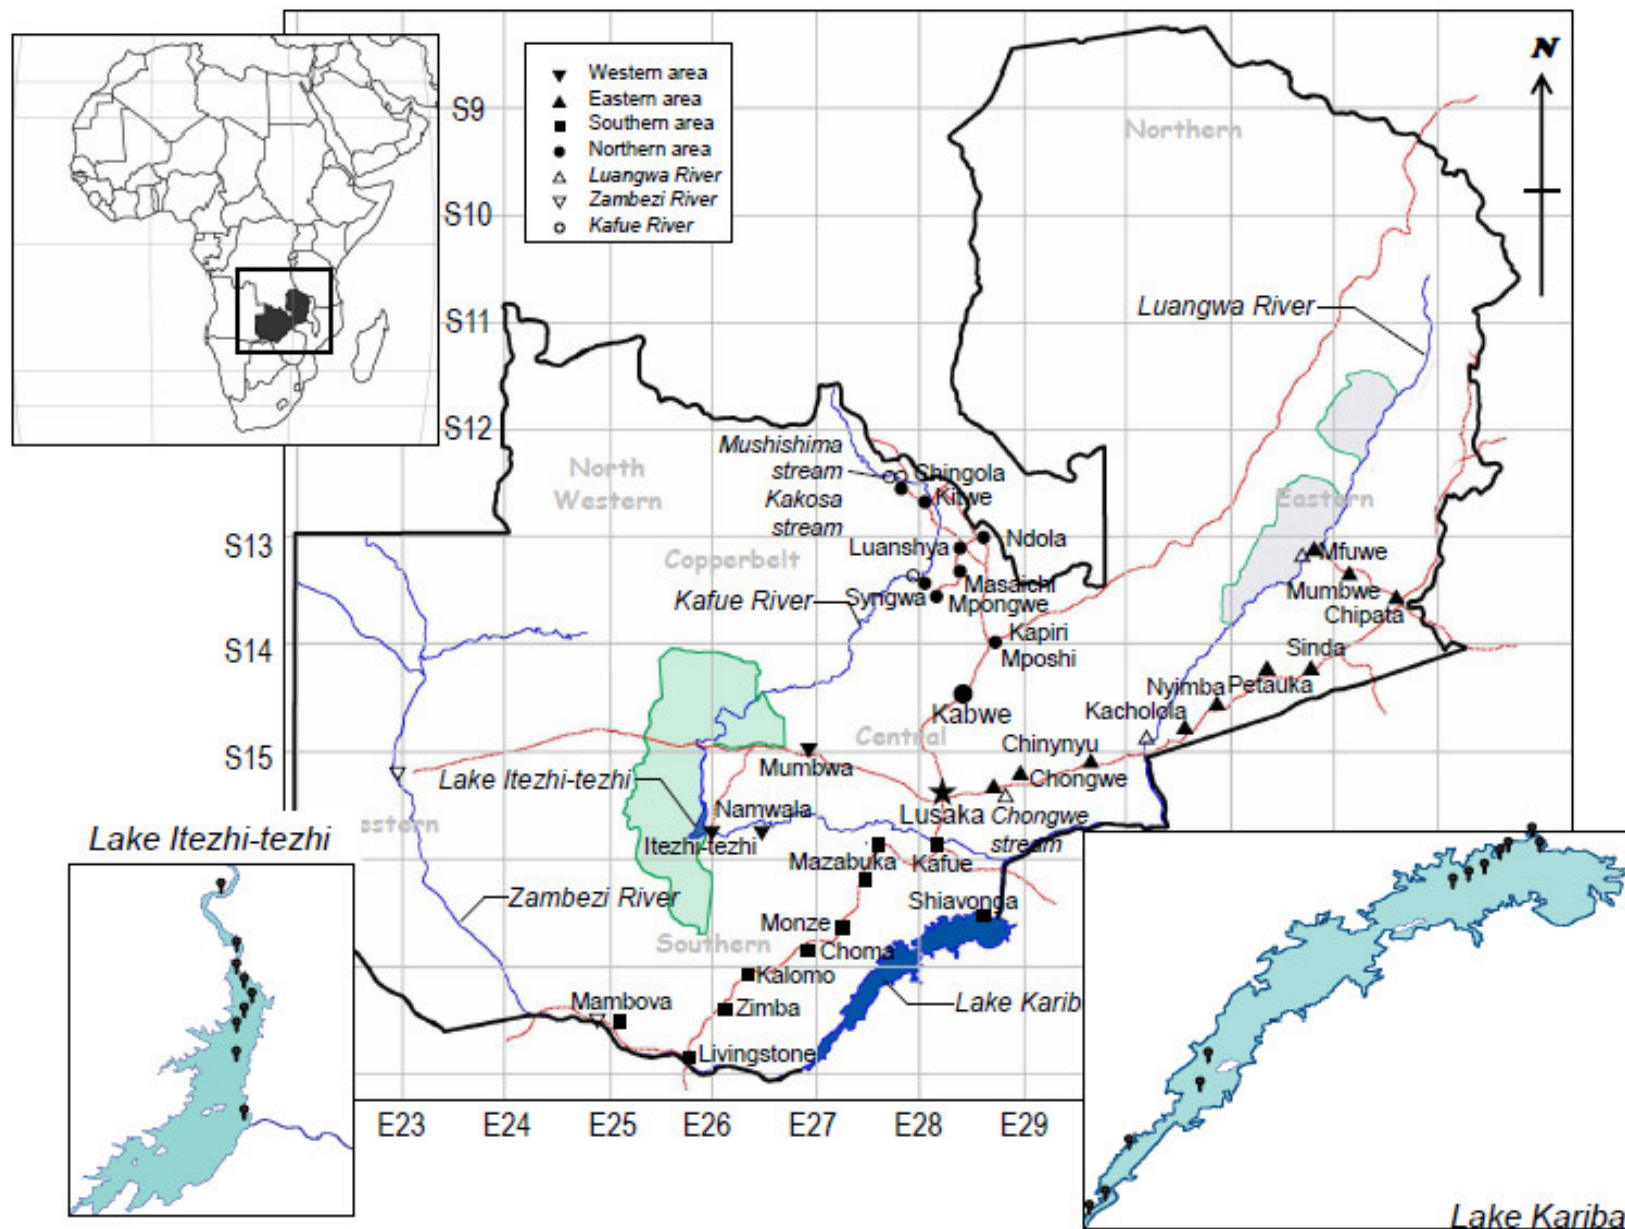 N
Western area
Eastern area
Southern area
Northern area
Luangwa River
Zambezi River
Kafue River
S9
S10
S11
S12
S13
S14
S15
Northern
Luangwa River
North
Western
Mushishima
stream
Kakosa
stream
Chingola
Kitwe
Eastern
Ndola
Luanshya
Copperbelt
Masaichi
Syngwa
Mpongwe
Kafue River
Mfuwe
Mumbwe
Chipata
Kapiri
Mposhi
Sinda
Nyimba
Petauka
Kacholola
Kabwe
Central
Chinynyu
Chongwe
Mumbwa
Lake Itezhi-tezhi
Lusaka
Chongwe
stream
Namwala
Itezhi-tezhi
estern
Lake Itezhi-tezhi
Mazabuka
Kafue
Zambezi River
Shiavonga
Monze
Southern
Choma
Kalomo
Lake Karib
Mambova
Zimba
Livingstone
E23
E24
E25
E26
E27
E28
E29
Lake Kariba